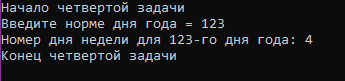 Начало четвертой задачи
Введите норме дня года = 123
Номер дня недели для 123-го дня года: 4
Конец четвертой задачи